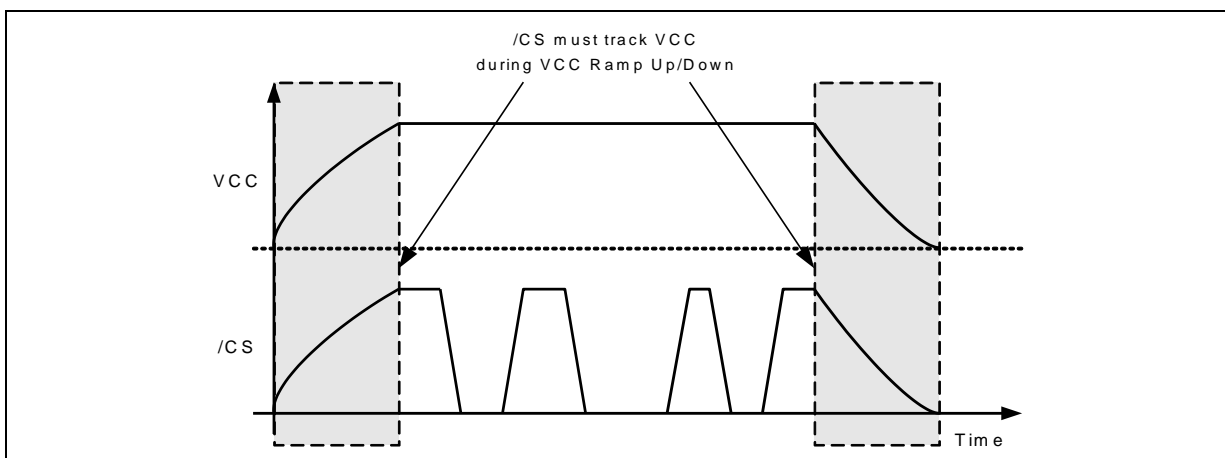 /CS must track VCC
during VCC Ramp Up/Down
VCC
/CS
Time